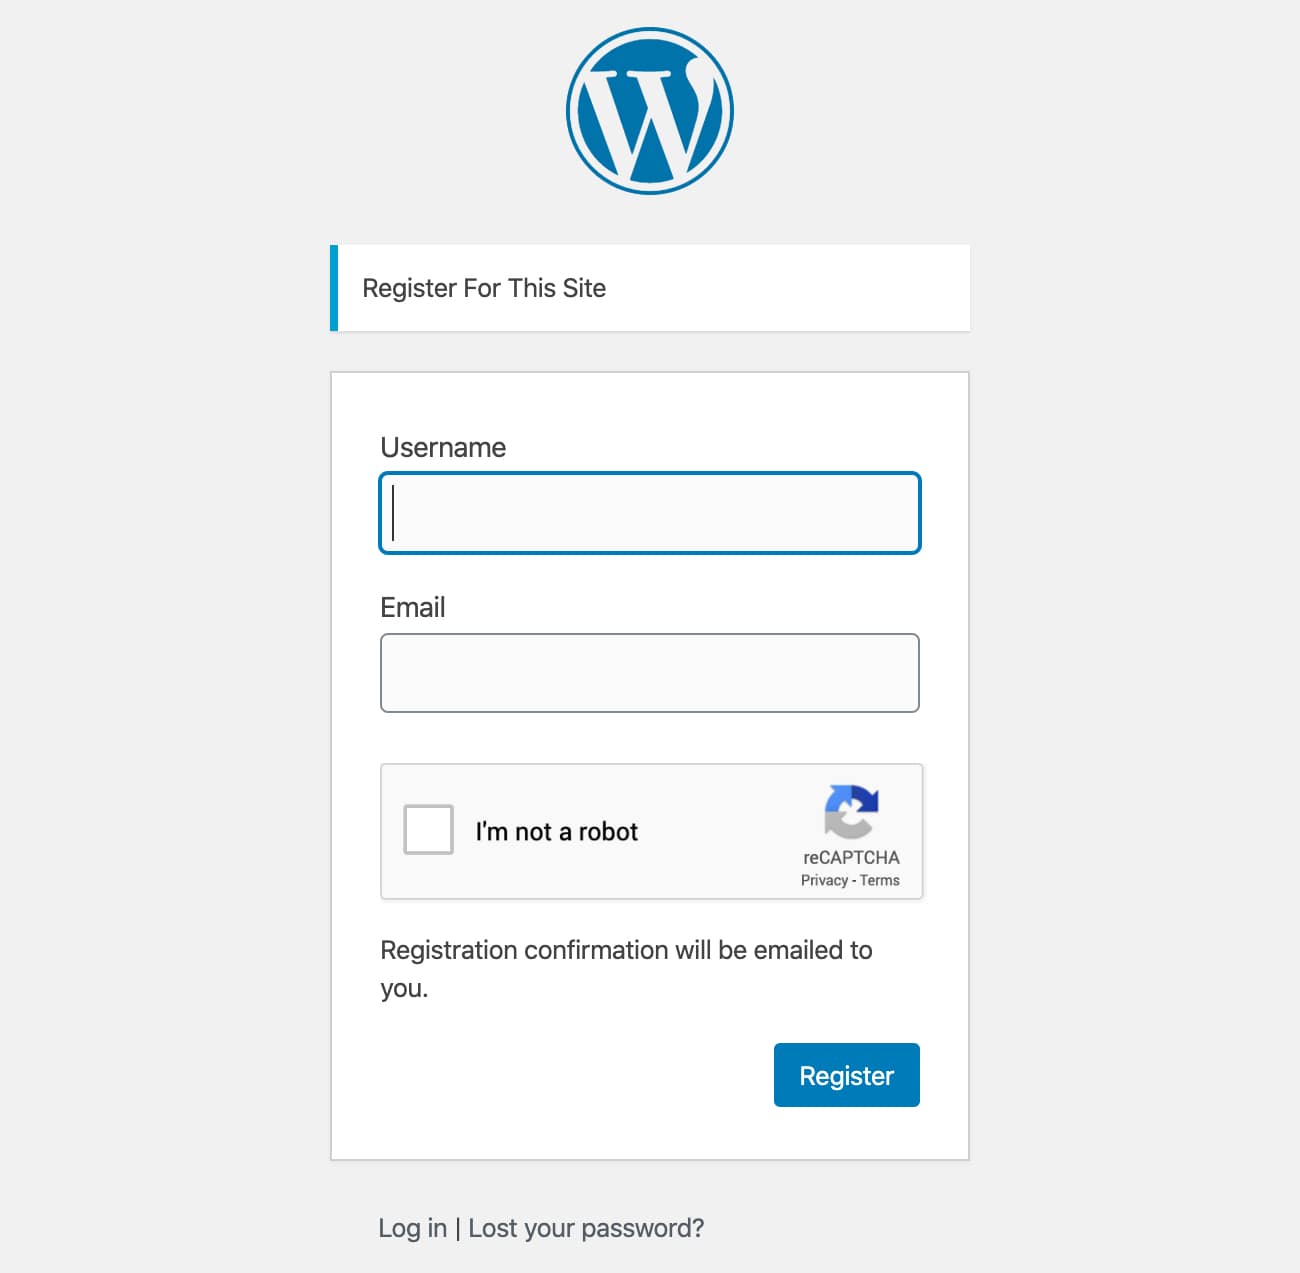 Register For This Site
Username
Email
I'm not a robot
reCAPTCHA
Privacy - Terms
Registration confirmation will be emailed to
you.
Register
Log in | Lost your password?